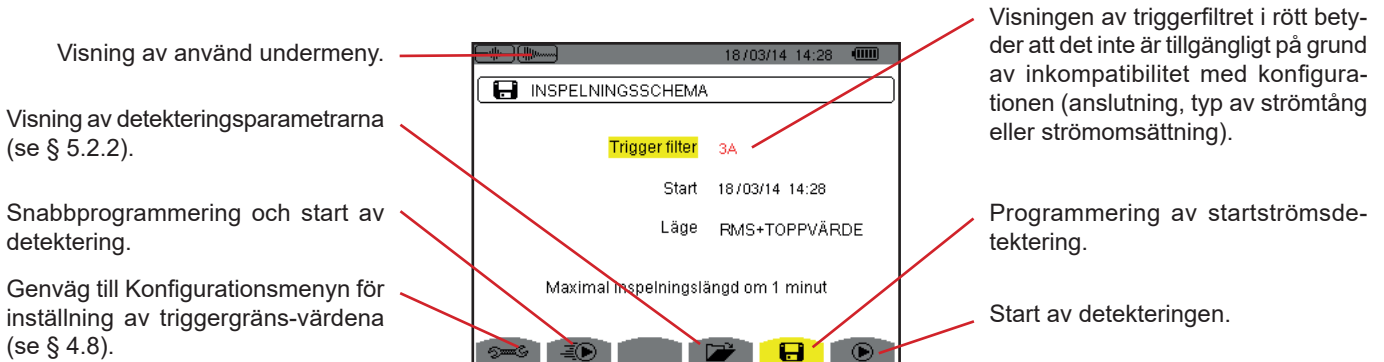 Visning av använd undermeny.
Visning av detekteringsparametrarna
(se § 5.2.2).
Snabbprogrammering och start av
detektering.
Genväg till Konfigurationsmenyn för
inställning av triggergräns-värdena
(se § 4.8).
18/03/14 14:28
INSPELNINGSSCHEMA
Trigger filter 3A
Start 18/03/14 14:28
Läge RMS+TOPPVÄRDE
Maximal inspelningslängd om 1 minut
Visningen av triggerfiltret i rött bety-
der att det inte är tillgängligt på grund
av inkompatibilitet med konfigura-
tionen (anslutning, typ av strömtång
eller strömomsättning).
Programmering av startströmsde-
tektering.
Start av detekteringen.